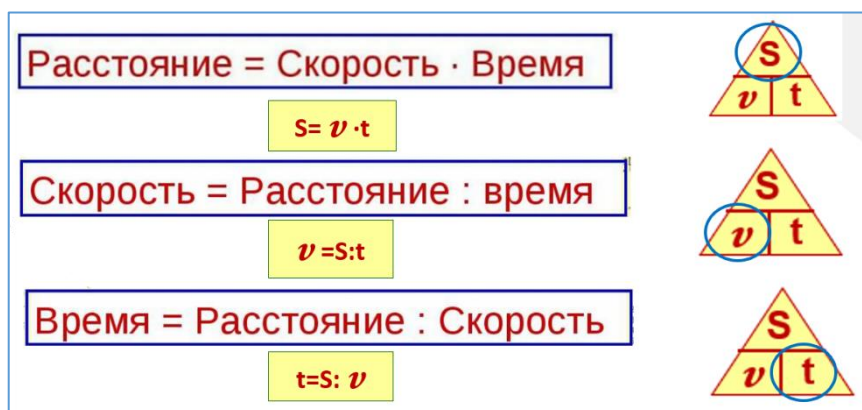 Расстояние = Скорость · Время
S= v ·t
S
v t
Скорость = Расстояние : время
v =S:t
S
v t
Время = Расстояние : Скорость
t=S: v
S
v t